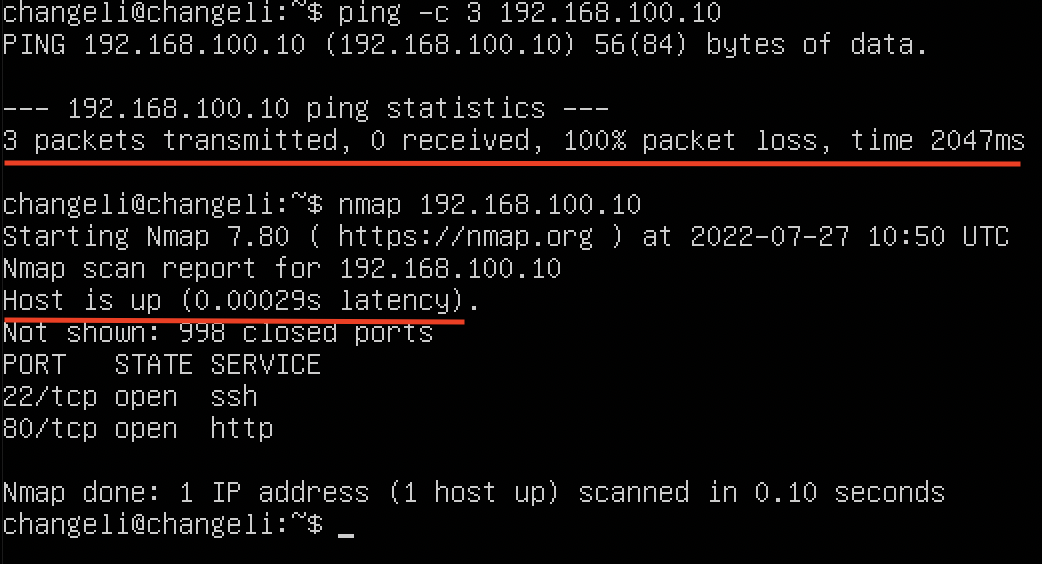 changeli@changeli:~$ ping -c 3 192.168.100.10
PING 192.168.100.10 (192.168.100.10) 56(84) bytes of data.
--- 192.168.100.10 ping statistics ---
3 packets transmitted, 0 received, 100% packet loss, time 2047ms
changeli@changeli:~$ nmap 192.168.100.10
Starting Nmap 7.80 ( https://nmap.org ) at 2022-07-27 10:50 UTC
Nmap scan report for 192.168.100.10
Host is up (0.00029s latency).
Not shown: 998 closed ports
PORT   STATE SERVICE
22/tcp open  ssh
80/tcp open  http
Nmap done: 1 IP address (1 host up) scanned in 0.10 seconds
changeli@changeli:~$ _